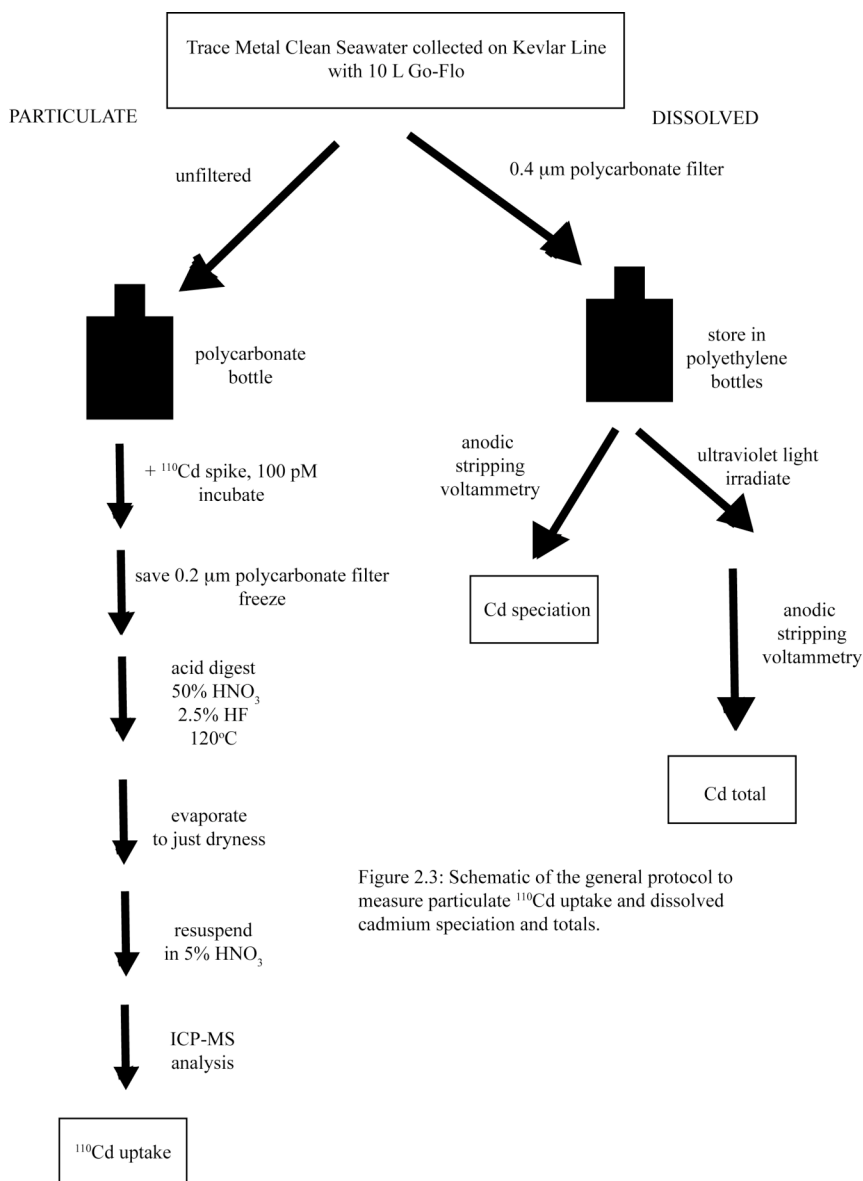 Trace Metal Clean Seawater collected on Kevlar Line
with 10 L Go-Flo
PARTICULATE
DISSOLVED
unfiltered
0.4 μm polycarbonate filter
polycarbonate
bottle
store in
polyethylene
bottles
+ ¹¹⁰Cd spike, 100 pM
incubate
save 0.2 μm polycarbonate filter
freeze
acid digest
50% HNO₃
2.5% HF
120°C
evaporate
to just dryness
resuspend
in 5% HNO₃
ICP-MS
analysis
¹¹⁰Cd uptake
anodic
stripping
voltammetry
Cd speciation
ultraviolet light
irradiate
anodic
stripping
voltammetry
Cd total
Figure 2.3: Schematic of the general protocol to
measure particulate ¹¹⁰Cd uptake and dissolved
cadmium speciation and totals.